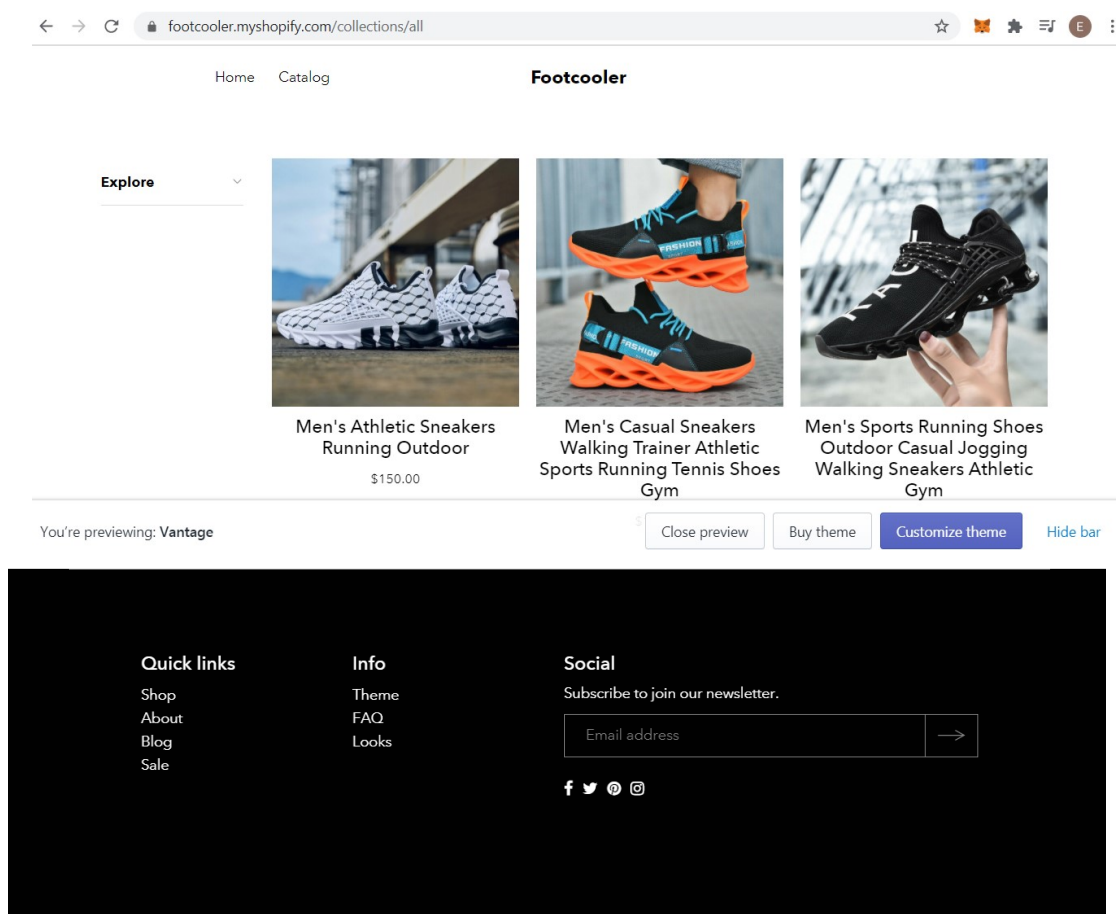 footcooler.myshopify.com/collections/all
E
Home Catalog Footcooler
Explore
FASHION
FASHION
Men's Athletic Sneakers
Running Outdoor
$150.00
Men's Casual Sneakers
Walking Trainer Athletic
Sports Running Tennis Shoes
Gym
Men's Sports Running Shoes
Outdoor Casual Jogging
Walking Sneakers Athletic
Gym
You're previewing: Vantage
$
Close preview
Buy theme
Customize theme
Hide bar
Quick links
Shop
About
Blog
Sale
Info
Theme
FAQ
Looks
Social
Subscribe to join our newsletter.
Email address